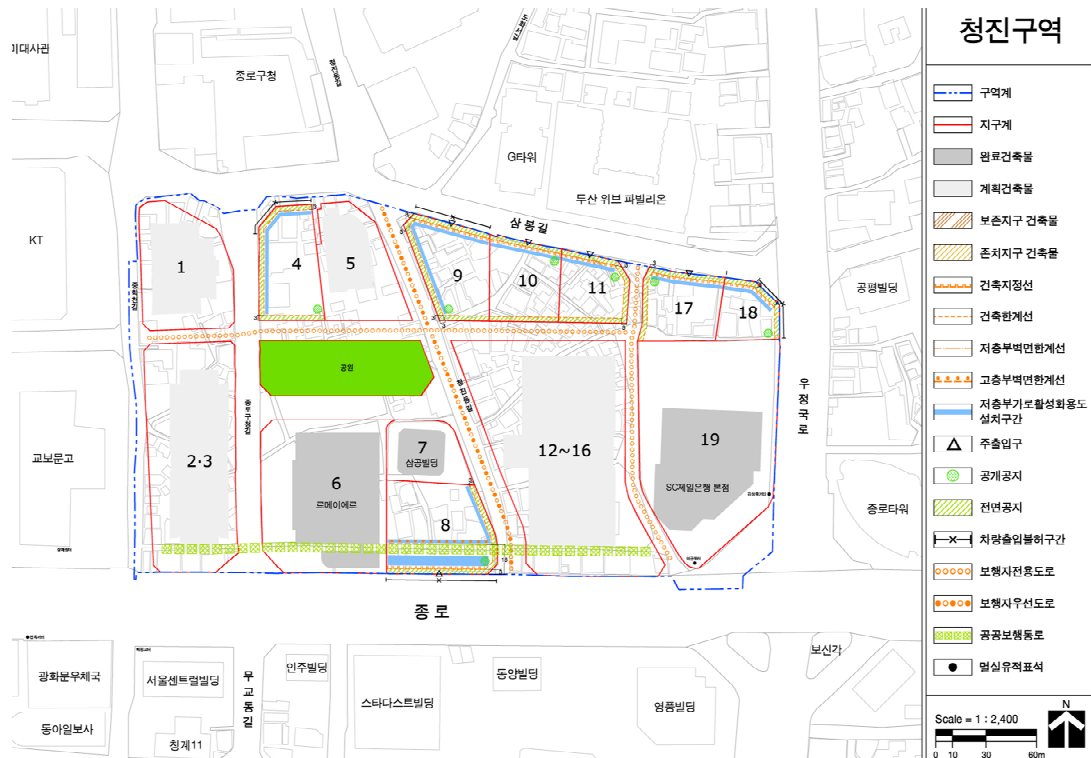 청진구역
구역계
지구계
완료건축물
계획건축물
보존지구 건축물
존치지구 건축물
건축지정선
건축한계선
저층부벽면한계선
고층부벽면한계선
저층부가로활성화용도
설치구간
주출입구
공개공지
전면공지
차량출입불허구간
보행자전용도로
보행자우선도로
공공보행통로
멸실유적표석
Scale = 1 : 2,400
N
0 10 30 60m
미대사관
종로구청
G타워
두산 위브 파빌리온
KT
삼봉길
1
4
5
9
10
11
17
18
공평빌딩
공원
우정국로
교보문고
2·3
종로구청길
6
르메이에르
7
삼공빌딩
8
12~16
19
SC제일은행 본점
종로타워
종로
광화문우체국
동아일보사
서울센트럴빌딩
청계11
무교동길
인주빌딩
스타다스트빌딩
동양빌딩
영풍빌딩
보신각